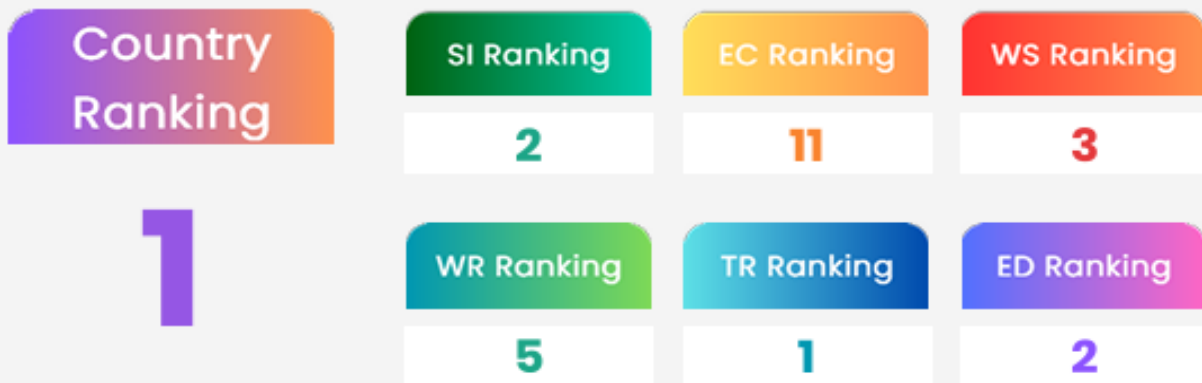 Country
Ranking
1
SI Ranking
2
EC Ranking
11
WS Ranking
3
WR Ranking
5
TR Ranking
1
ED Ranking
2